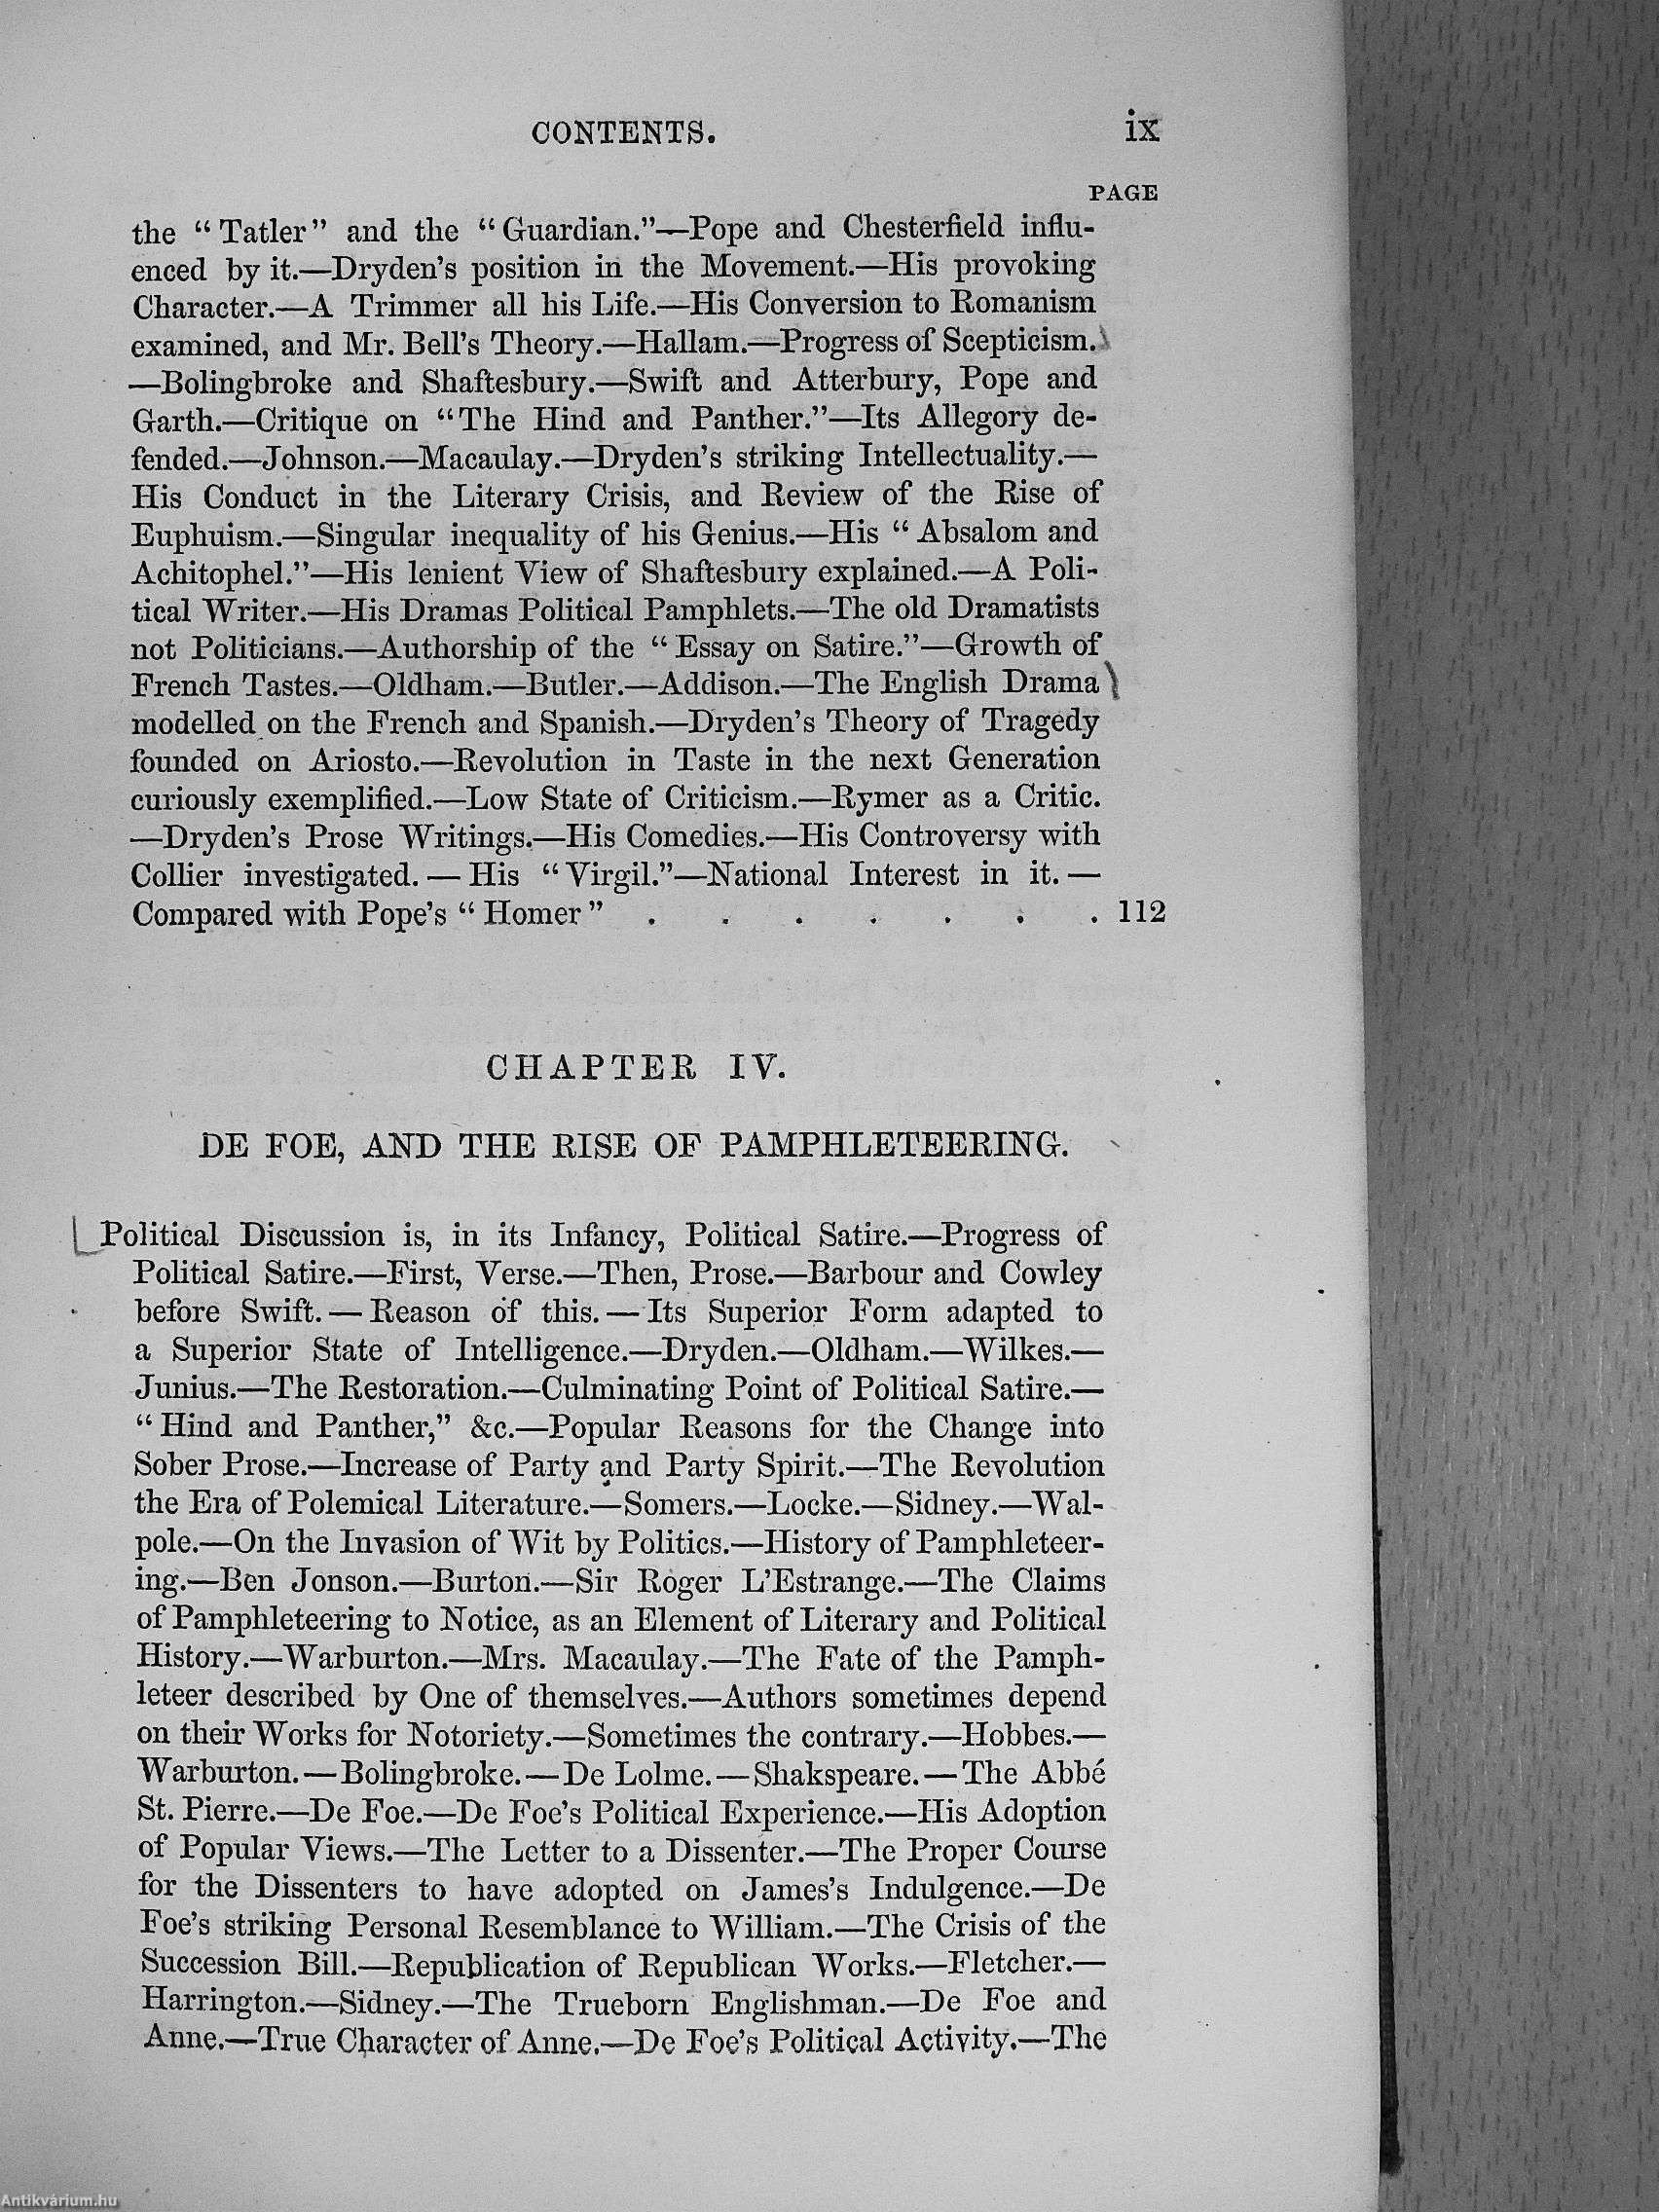 CONTENTS. ix
PAGE
the “Tatler” and the “Guardian.”—Pope and Chesterfield influ-
enced by it.—Dryden’s position in the Movement.—His provoking
Character.—A Trimmer all his Life.—His Conversion to Romanism
examined, and Mr. Bell’s Theory.—Hallam.—Progress of Scepticism.
—Bolingbroke and Shaftesbury.—Swift and Atterbury, Pope and
Garth.—Critique on “The Hind and Panther.”—Its Allegory de-
fended.—Johnson.—Macaulay.—Dryden’s striking Intellectuality.—
His Conduct in the Literary Crisis, and Review of the Rise of
Euphuism.—Singular inequality of his Genius.—His “Absalom and
Achitophel.”—His lenient View of Shaftesbury explained.—A Poli-
tical Writer.—His Dramas Political Pamphlets.—The old Dramatists
not Politicians.—Authorship of the “Essay on Satire.”—Growth of
French Tastes.—Oldham.—Butler.—Addison.—The English Drama
modelled on the French and Spanish.—Dryden’s Theory of Tragedy
founded on Ariosto.—Revolution in Taste in the next Generation
curiously exemplified.—Low State of Criticism.—Rymer as a Critic.
—Dryden’s Prose Writings.—His Comedies.—His Controversy with
Collier investigated.—His “Virgil.”—National Interest in it.—
Compared with Pope’s “Homer” . . . . . . . 112
CHAPTER IV.
DE FOE, AND THE RISE OF PAMPHLETEERING.
Political Discussion is, in its Infancy, Political Satire.—Progress of
Political Satire.—First, Verse.—Then, Prose.—Barbour and Cowley
before Swift.—Reason of this.—Its Superior Form adapted to
a Superior State of Intelligence.—Dryden.—Oldham.—Wilkes.—
Junius.—The Restoration.—Culminating Point of Political Satire.—
“Hind and Panther,” &c.—Popular Reasons for the Change into
Sober Prose.—Increase of Party and Party Spirit.—The Revolution
the Era of Polemical Literature.—Somers.—Locke.—Sidney.—Wal-
pole.—On the Invasion of Wit by Politics.—History of Pamphleteer-
ing.—Ben Jonson.—Burton.—Sir Roger L’Estrange.—The Claims
of Pamphleteering to Notice, as an Element of Literary and Political
History.—Warburton.—Mrs. Macaulay.—The Fate of the Pamph-
leteer described by One of themselves.—Authors sometimes depend
on their Works for Notoriety.—Sometimes the contrary.—Hobbes.—
Warburton.—Bolingbroke.—De Lolme.—Shakspeare.—The Abbé
St. Pierre.—De Foe.—De Foe’s Political Experience.—His Adoption
of Popular Views.—The Letter to a Dissenter.—The Proper Course
for the Dissenters to have adopted on James’s Indulgence.—De
Foe’s striking Personal Resemblance to William.—The Crisis of the
Succession Bill.—Republication of Republican Works.—Fletcher.—
Harrington.—Sidney.—The Trueborn Englishman.—De Foe and
Anne.—True Character of Anne.—De Foe’s Political Activity.—The
Antikvárium.hu